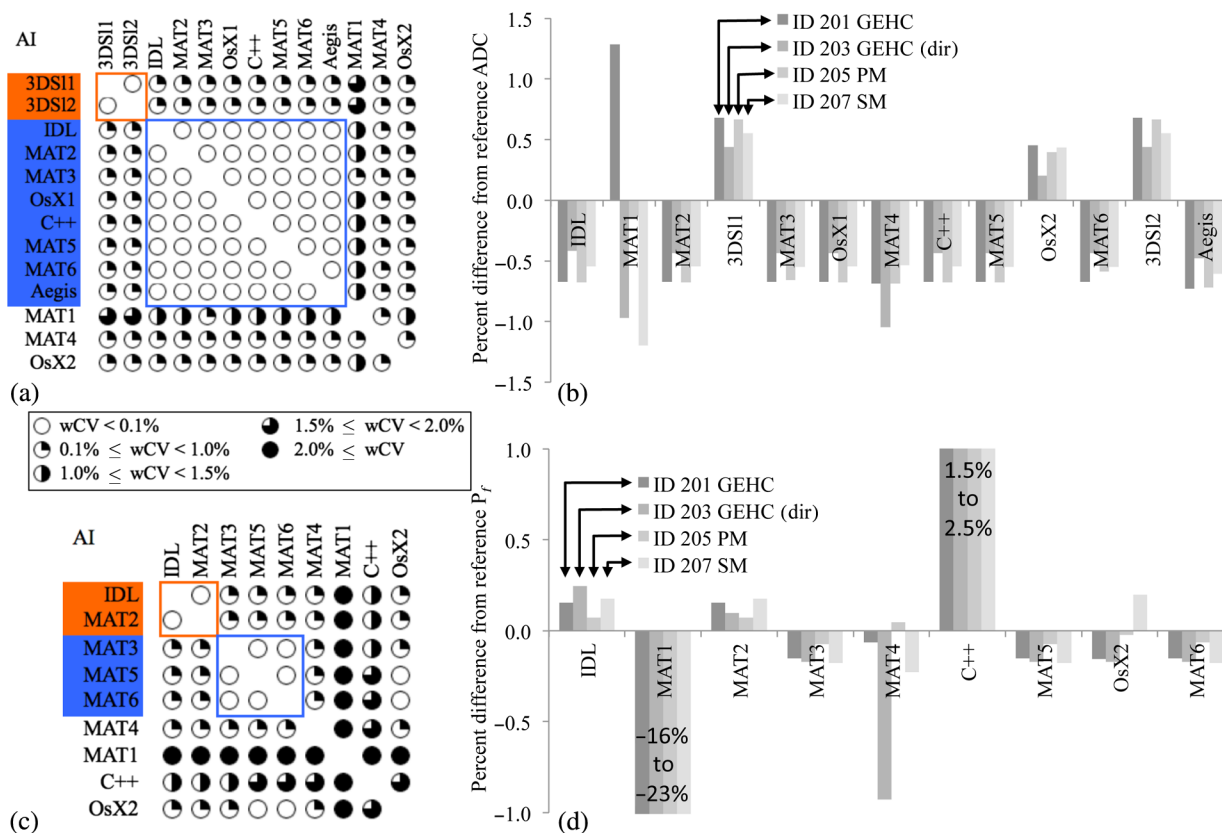 AI
3DSl1
3DSl2
IDL
MAT2
MAT3
OsX1
C++
MAT5
MAT6
Aegis
MAT1
MAT4
OsX2
3DSl1
3DSl2
IDL
MAT2
MAT3
OsX1
C++
MAT5
MAT6
Aegis
MAT1
MAT4
OsX2
(a)
Percent difference from reference ADC
1.5
1.0
0.5
0.0
−0.5
−1.0
−1.5
ID 201 GEHC
ID 203 GEHC (dir)
ID 205 PM
ID 207 SM
IDL
MAT1
MAT2
3DSl1
MAT3
OsX1
MAT4
C++
MAT5
OsX2
MAT6
3DSl2
Aegis
(b)
wCV < 0.1%
0.1% ≤ wCV < 1.0%
1.0% ≤ wCV < 1.5%
1.5% ≤ wCV < 2.0%
2.0% ≤ wCV
AI
IDL
MAT2
MAT3
MAT5
MAT6
MAT4
MAT1
C++
OsX2
IDL
MAT2
MAT3
MAT5
MAT6
MAT4
MAT1
C++
OsX2
(c)
Percent difference from reference Pf
1.0
0.5
0.0
−0.5
−1.0
ID 201 GEHC
ID 203 GEHC (dir)
ID 205 PM
ID 207 SM
1.5%
to
2.5%
IDL
MAT1
MAT2
MAT3
MAT4
C++
MAT5
OsX2
MAT6
−16%
to
−23%
(d)